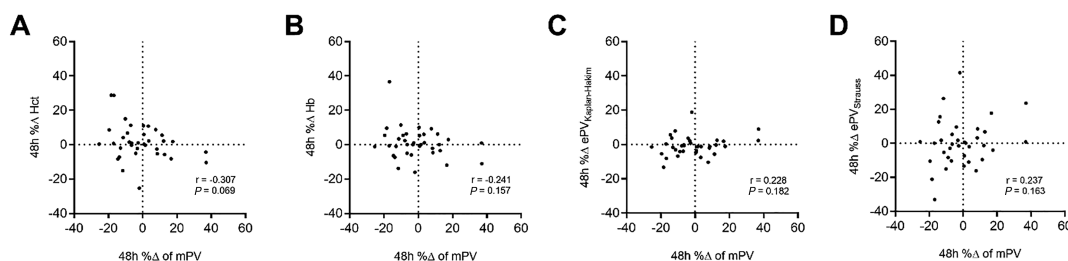 A
60
40
20
0
-20
-40
48h %Δ Hct
r = -0.307
P = 0.069
-40 -20 0 20 40 60
48h %Δ of mPV
B
60
40
20
0
-20
-40
48h %Δ Hb
r = -0.241
P = 0.157
-40 -20 0 20 40 60
48h %Δ of mPV
C
60
40
20
0
-20
-40
48h %Δ ePVKaplan-Hakim
r = 0.228
P = 0.182
-40 -20 0 20 40 60
48h %Δ of mPV
D
60
40
20
0
-20
-40
48h %Δ ePVStrauss
r = 0.237
P = 0.163
-40 -20 0 20 40 60
48h %Δ of mPV